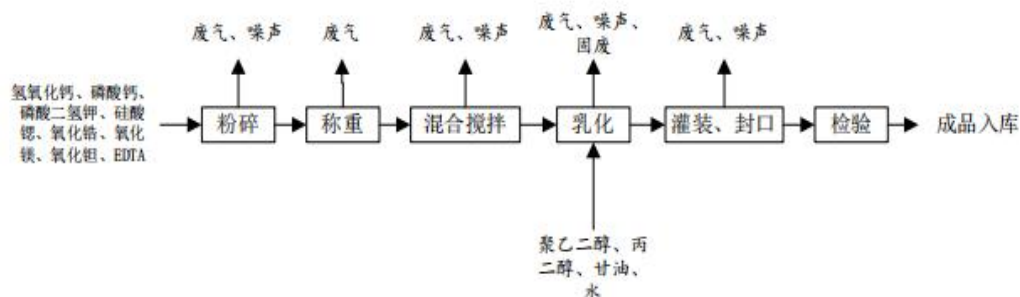 废气、噪声
废气
废气、噪声
废气、噪声、
固废
废气、噪声
氢氧化钙、磷酸钙、
磷酸二氢钾、硅酸
锶、氧化锆、氧化
镁、氧化钽、EDTA
粉碎
称重
混合搅拌
乳化
灌装、封口
检验
成品入库
聚乙二醇、丙
二醇、甘油、
水